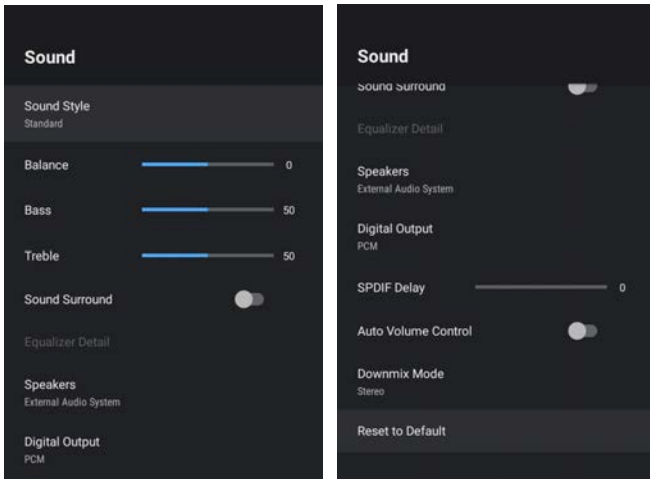 Sound
Sound Style
Standard
Balance 0
Bass 50
Treble 50
Sound Surround
Equalizer Detail
Speakers
External Audio System
Digital Output
PCM
Sound
Sound Surround
Equalizer Detail
Speakers
External Audio System
Digital Output
PCM
SPDIF Delay 0
Auto Volume Control
Downmix Mode
Stereo
Reset to Default